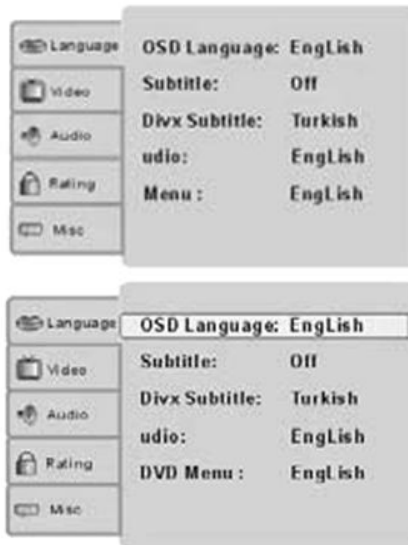 Language
Video
Audio
Rating
Misc
OSD Language: EngLish
Subtitle: Off
Divx Subtitle: Turkish
udio: EngLish
Menu : EngLish
Language
Video
Audio
Rating
Misc
OSD Language: EngLish
Subtitle: Off
Divx Subtitle: Turkish
udio: EngLish
DVD Menu : EngLish